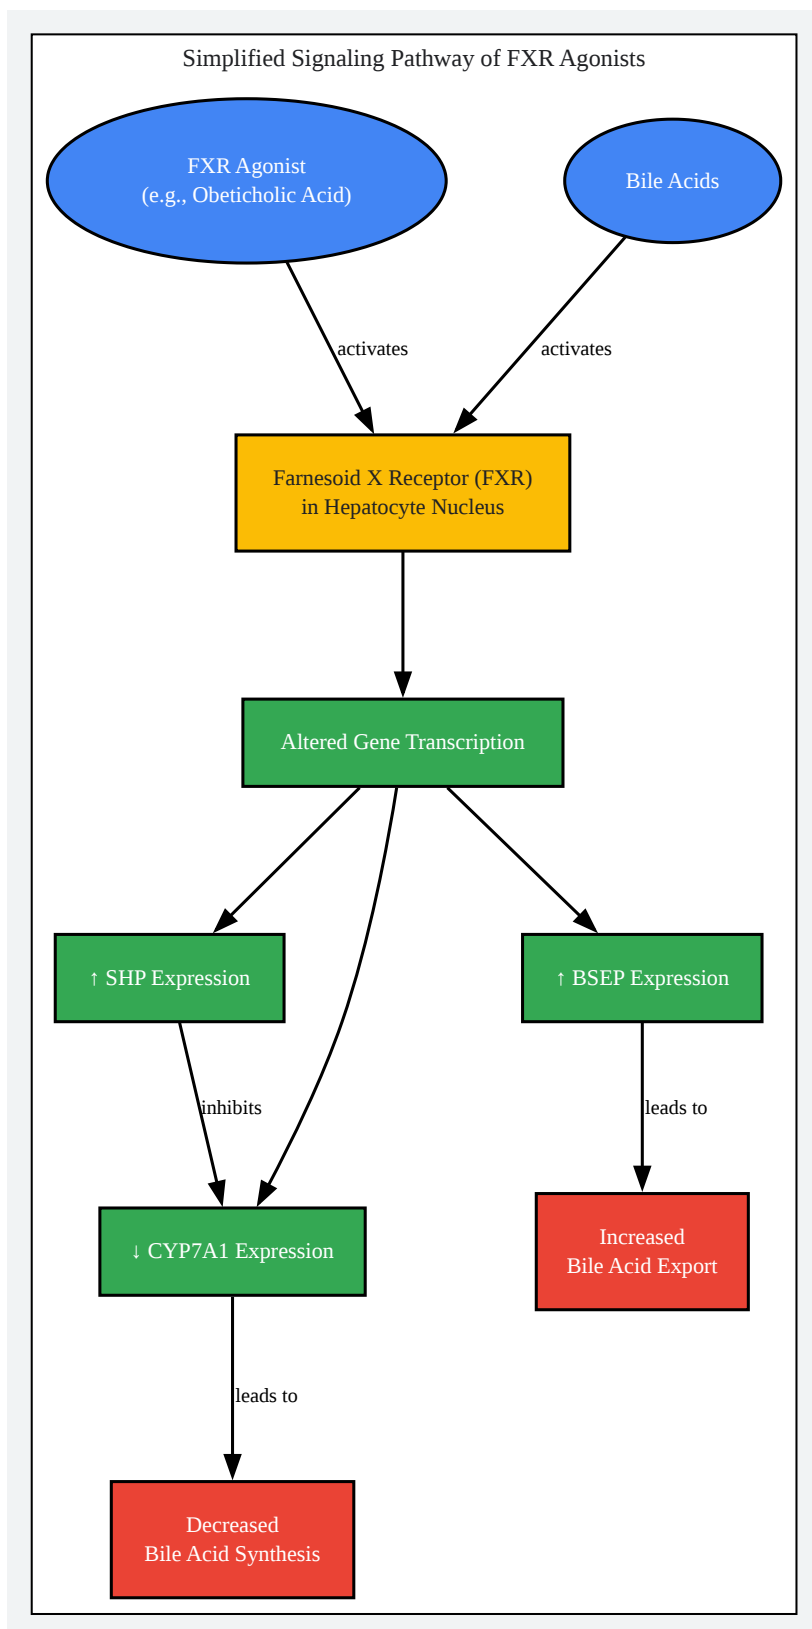 Simplified Signaling Pathway of FXR Agonists
FXR Agonist
(e.g., Obeticholic Acid)
Bile Acids
activates
activates
Farnesoid X Receptor (FXR)
in Hepatocyte Nucleus
Altered Gene Transcription
↑ SHP Expression
↑ BSEP Expression
inhibits
leads to
↓ CYP7A1 Expression
Increased
Bile Acid Export
leads to
Decreased
Bile Acid Synthesis